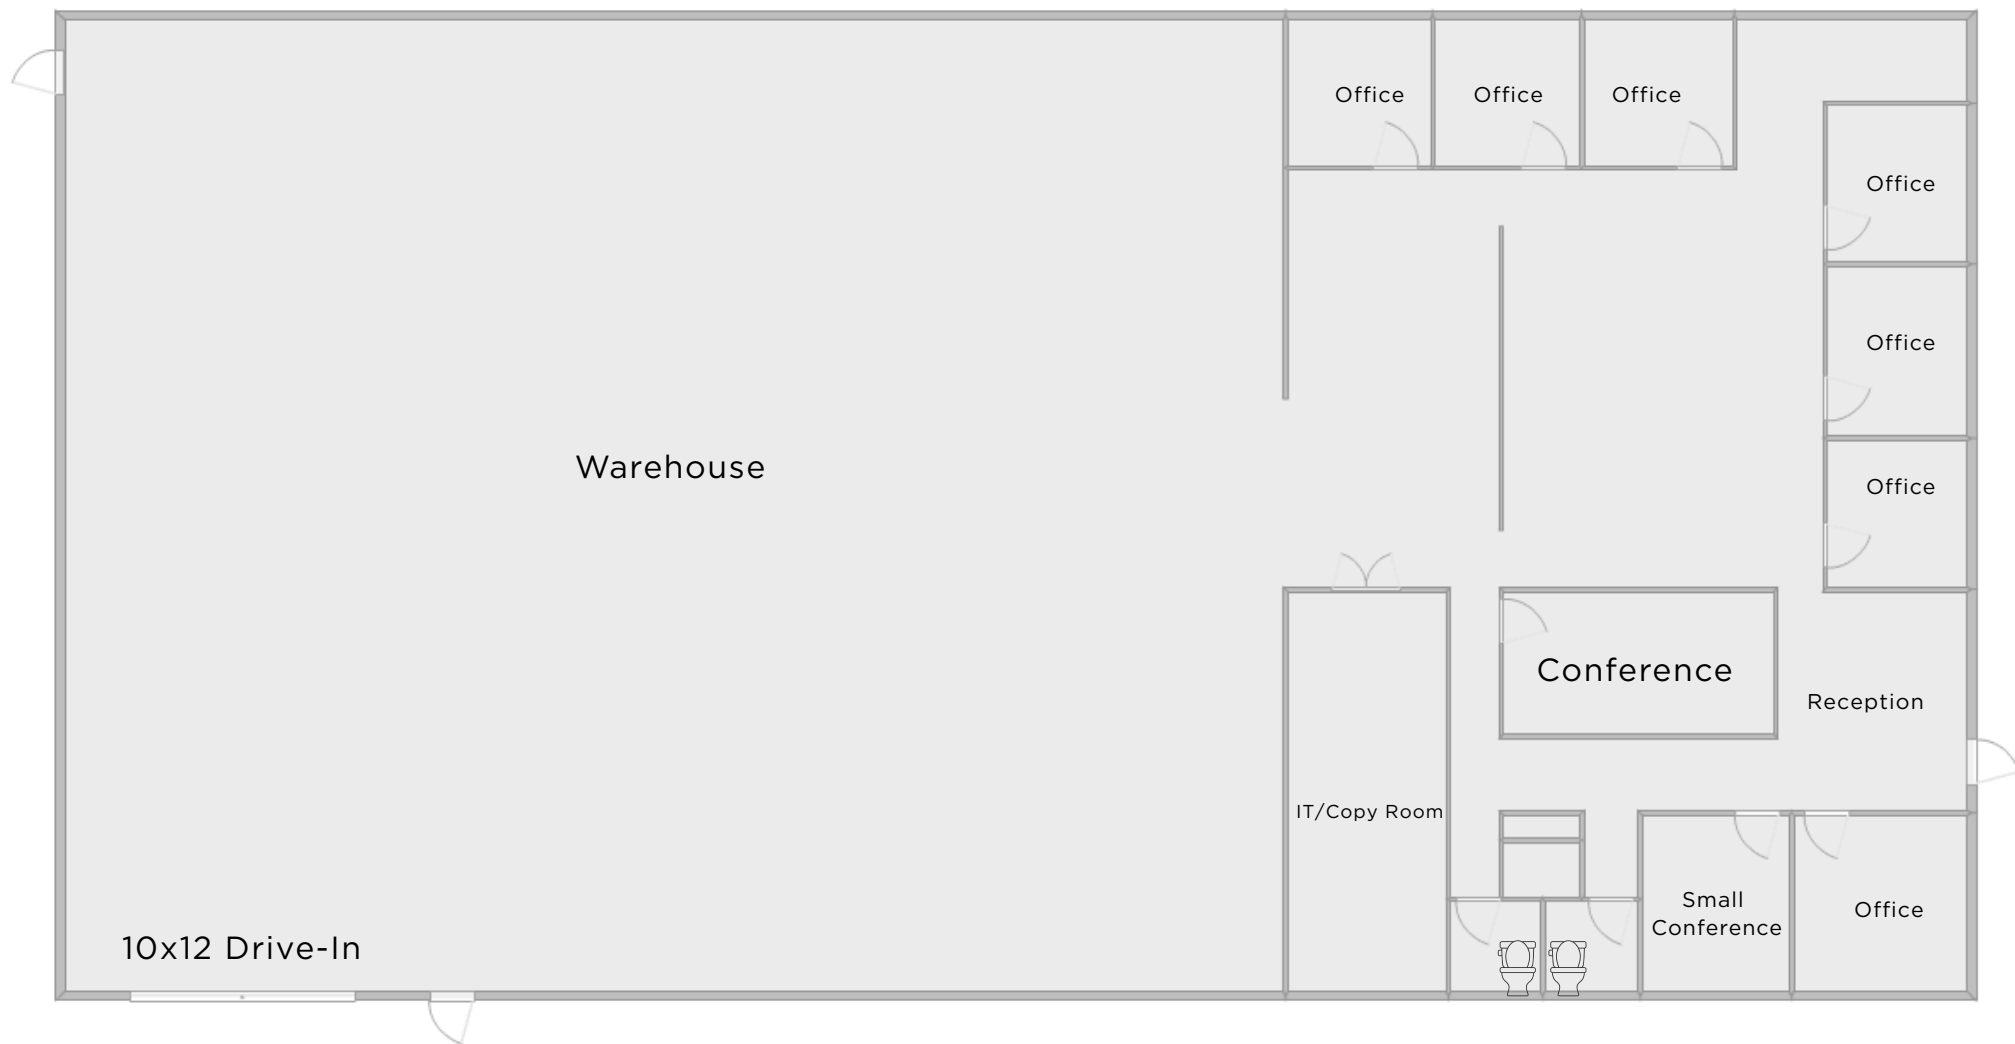 Office
Office
Office
Office
Office
Warehouse
Office
Conference
Reception
IT/Copy Room
Small
Conference
Office
10x12 Drive-In